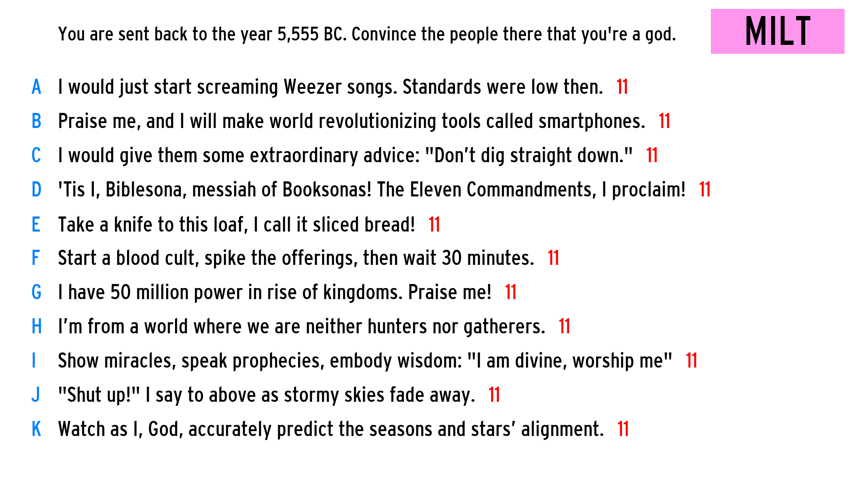 You are sent back to the year 5,555 BC. Convince the people there that you're a god.
MILT
A I would just start screaming Weezer songs. Standards were low then. 11
B Praise me, and I will make world revolutionizing tools called smartphones. 11
C I would give them some extraordinary advice: "Don’t dig straight down." 11
D 'Tis I, Biblesona, messiah of Booksonas! The Eleven Commandments, I proclaim! 11
E Take a knife to this loaf, I call it sliced bread! 11
F Start a blood cult, spike the offerings, then wait 30 minutes. 11
G I have 50 million power in rise of kingdoms. Praise me! 11
H I’m from a world where we are neither hunters nor gatherers. 11
I Show miracles, speak prophecies, embody wisdom: "I am divine, worship me" 11
J "Shut up!" I say to above as stormy skies fade away. 11
K Watch as I, God, accurately predict the seasons and stars’ alignment. 11